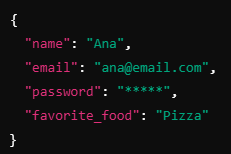 {
"name": "Ana",
"email": "ana@email.com",
"password": "*****",
"favorite_food": "Pizza"
}